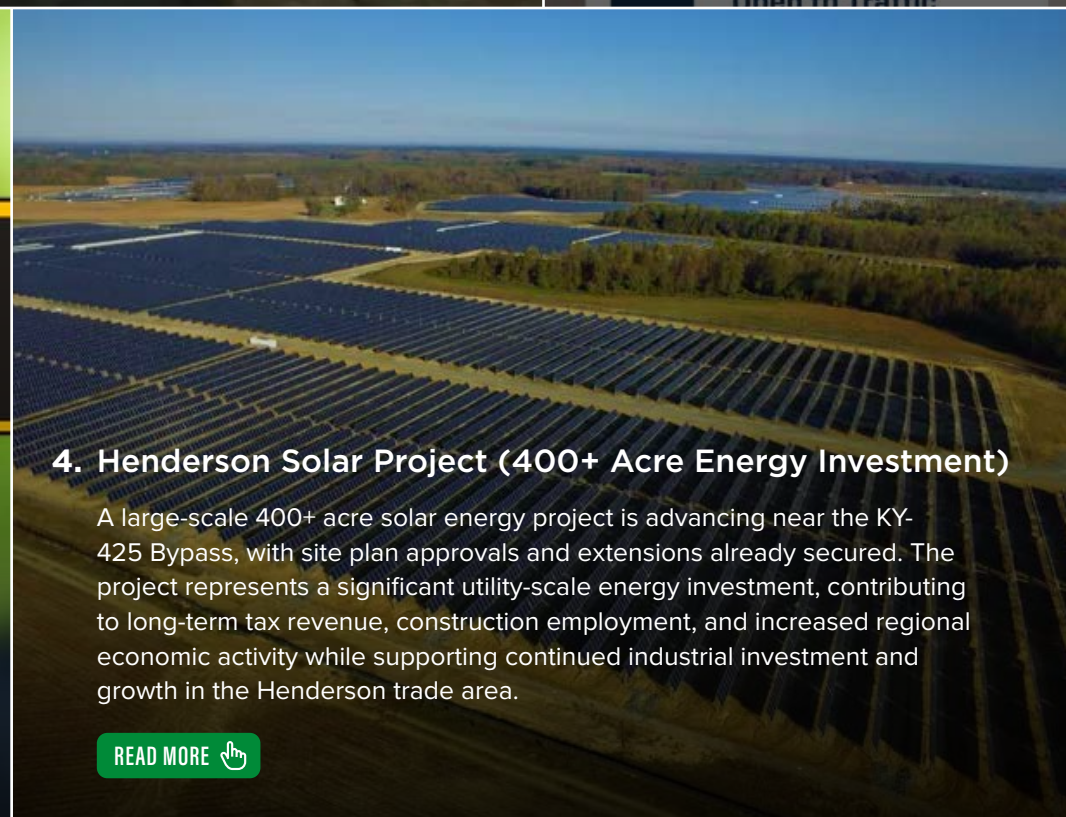 Open to Traffic
4. Henderson Solar Project (400+ Acre Energy Investment)
A large-scale 400+ acre solar energy project is advancing near the KY-
425 Bypass, with site plan approvals and extensions already secured. The
project represents a significant utility-scale energy investment, contributing
to long-term tax revenue, construction employment, and increased regional
economic activity while supporting continued industrial investment and
growth in the Henderson trade area.
READ MORE